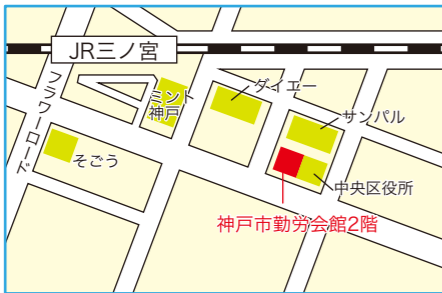 JR三ノ宮
フラワーロード
ミント
神戸
ダイエー
サンパル
そごう
中央区役所
神戸市勤労会館2階